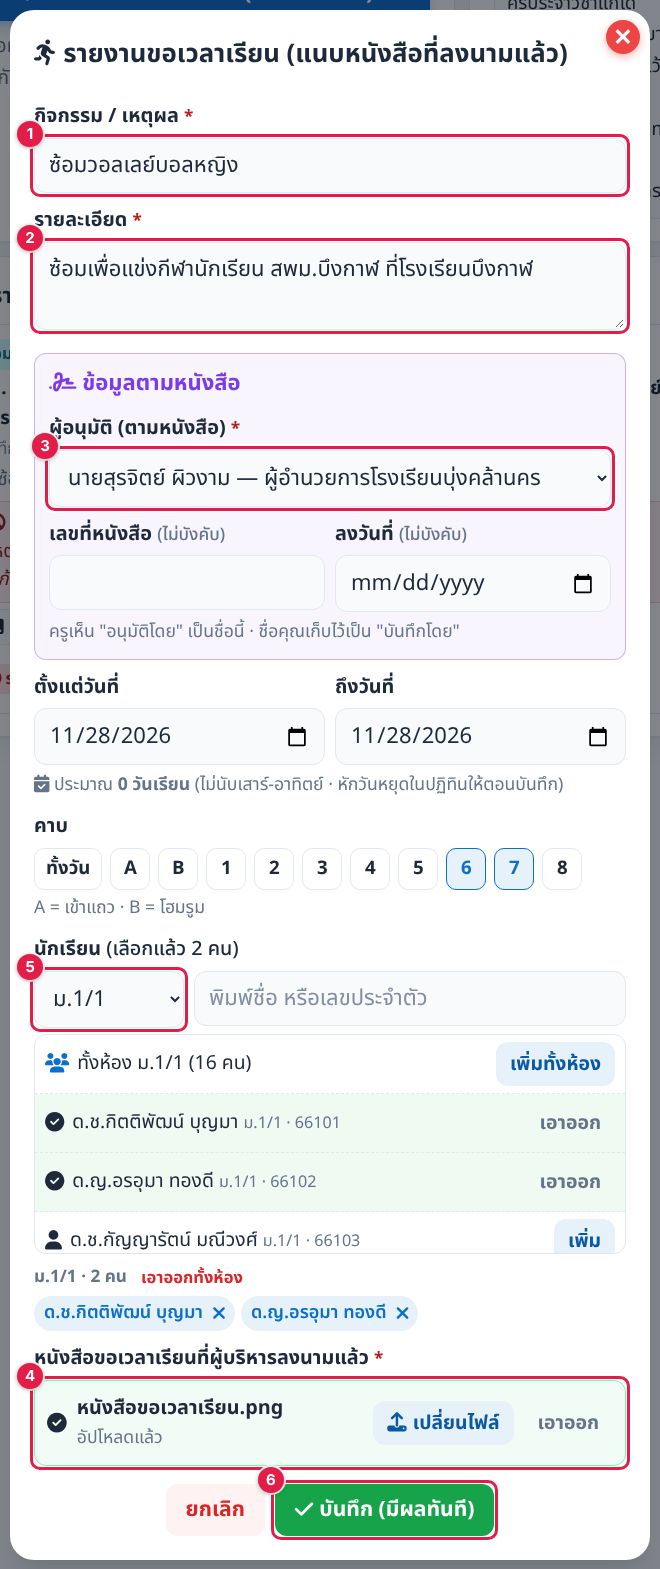 รายงานขอเวลาเรียน (แนบหนังสือที่ลงนามแล้ว)
กิจกรรม / เหตุผล *
1
ซ้อมวอลเลย์บอลหญิง
รายละเอียด *
2
ซ้อมเพื่อแข่งกีฬานักเรียน สพม.บึงกาฬ ที่โรงเรียนบึงกาฬ
ข้อมูลตามหนังสือ
ผู้อนุมัติ (ตามหนังสือ) *
3
นายสุรจิตย์ ผิวงาม — ผู้อำนวยการโรงเรียนบุ่งคล้านคร
เลขที่หนังสือ (ไม่บังคับ) ลงวันที่ (ไม่บังคับ)
mm/dd/yyyy
ครูเห็น "อนุมัติโดย" เป็นชื่อนี้ · ชื่อคุณเก็บไว้เป็น "บันทึกโดย"
ตั้งแต่วันที่ ถึงวันที่
11/28/2026 11/28/2026
ประมาณ 0 วันเรียน (ไม่นับเสาร์-อาทิตย์ · หักวันหยุดในปฏิทินให้ตอนบันทึก)
คาบ
ทั้งวัน A B 1 2 3 4 5 6 7 8
A = เข้าแถว · B = โฮมรูม
นักเรียน (เลือกแล้ว 2 คน)
5
ม.1/1 พิมพ์ชื่อ หรือเลขประจำตัว
ทั้งห้อง ม.1/1 (16 คน) เพิ่มทั้งห้อง
ด.ช.กิตติพัฒน์ บุญมา ม.1/1 · 66101 เอาออก
ด.ญ.อรอุมา ทองดี ม.1/1 · 66102 เอาออก
ด.ช.กัญญารัตน์ มณีวงศ์ ม.1/1 · 66103 เพิ่ม
ม.1/1 · 2 คน เอาออกทั้งห้อง
ด.ช.กิตติพัฒน์ บุญมา ด.ญ.อรอุมา ทองดี
หนังสือขอเวลาเรียนที่ผู้บริหารลงนามแล้ว *
4
หนังสือขอเวลาเรียน.png
อัปโหลดแล้ว
เปลี่ยนไฟล์ เอาออก
6
ยกเลิก บันทึก (มีผลทันที)